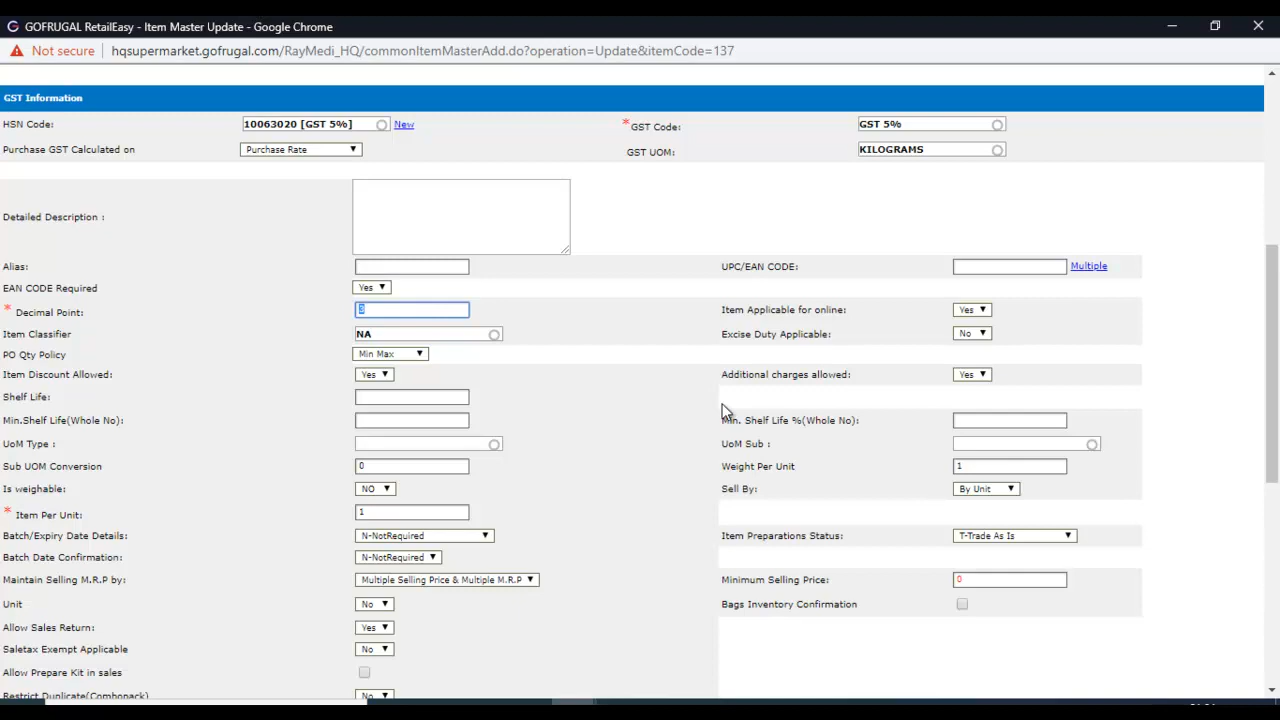 GOFRUGAL RetailEasy - Item Master Update - Google Chrome
Not secure | hqsupermarket.gofrugal.com/RayMedi_HQ/commonItemMasterAdd.do?operation=Update&itemCode=137
GST Information
HSN Code: 10063020 [GST 5%] New * GST Code: GST 5%
Purchase GST Calculated on Purchase Rate GST UOM: KILOGRAMS
Detailed Description :
Alias: UPC/EAN CODE: Multiple
EAN CODE Required Yes
* Decimal Point: 3 Item Applicable for online: Yes
Item Classifier NA Excise Duty Applicable: No
PO Qty Policy Min Max
Item Discount Allowed: Yes Additional charges allowed: Yes
Shelf Life:
Min.Shelf Life(Whole No): Min. Shelf Life %(Whole No):
UoM Type : UoM Sub :
Sub UOM Conversion 0 Weight Per Unit 1
Is weighable: NO Sell By: By Unit
* Item Per Unit: 1
Batch/Expiry Date Details: N-NotRequired Item Preparations Status: T-Trade As Is
Batch Date Confirmation: N-NotRequired
Maintain Selling M.R.P by: Multiple Selling Price & Multiple M.R.P Minimum Selling Price: 0
Unit No Bags Inventory Confirmation
Allow Sales Return: Yes
Saletax Exempt Applicable No
Allow Prepare Kit in sales
Restrict Duplicate(Combopack) No